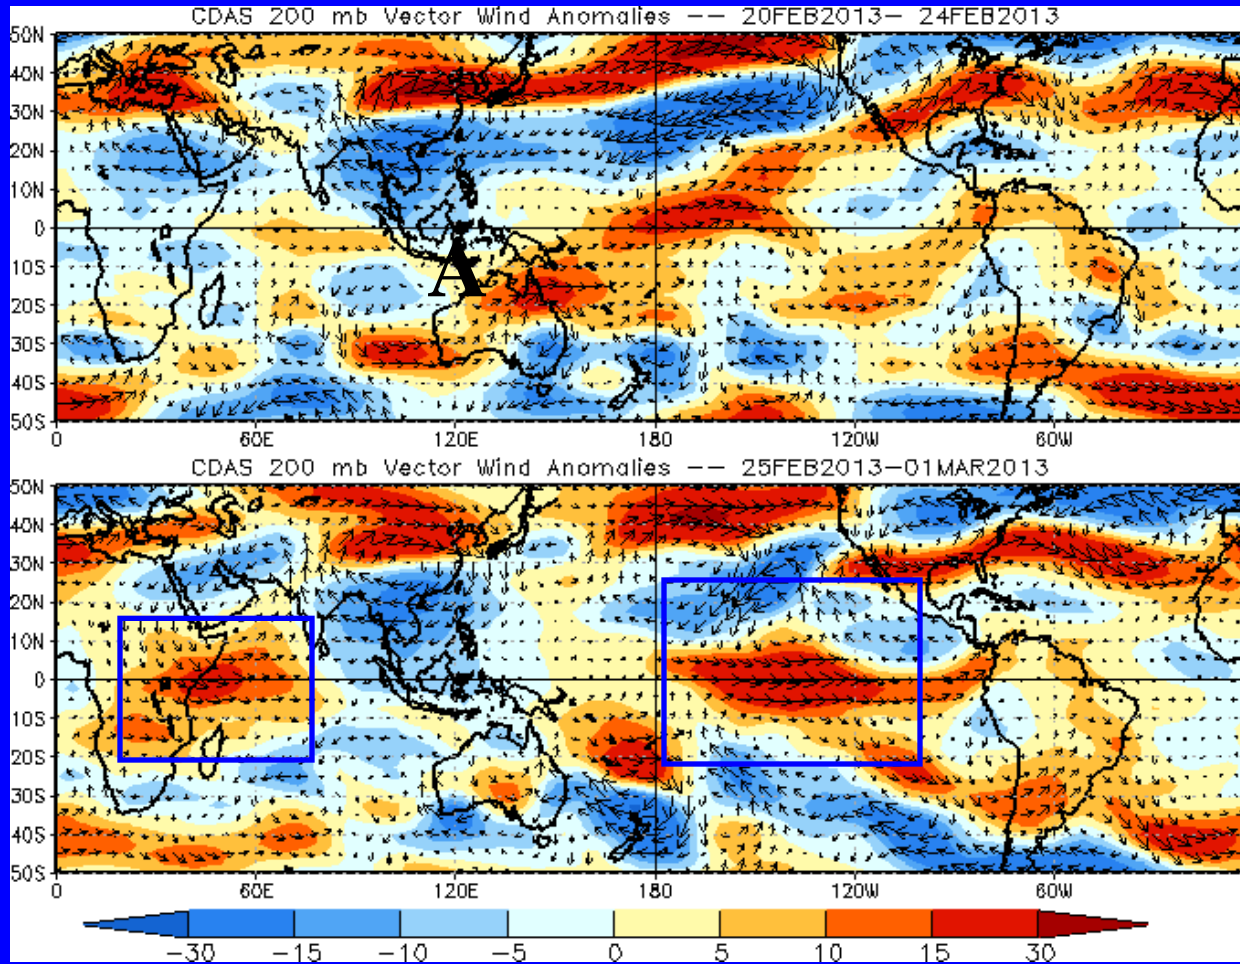 CDAS 200 mb Vector Wind Anomalies -- 20FEB2013- 24FEB2013
50N
40N
30N
20N
10N
0
10S
20S
30S
40S
50S
A
0 60E 120E 180 120W 60W
CDAS 200 mb Vector Wind Anomalies -- 25FEB2013-01MAR2013
50N
40N
30N
20N
10N
0
10S
20S
30S
40S
50S
0 60E 120E 180 120W 60W
-30 -15 -10 -5 0 5 10 15 30